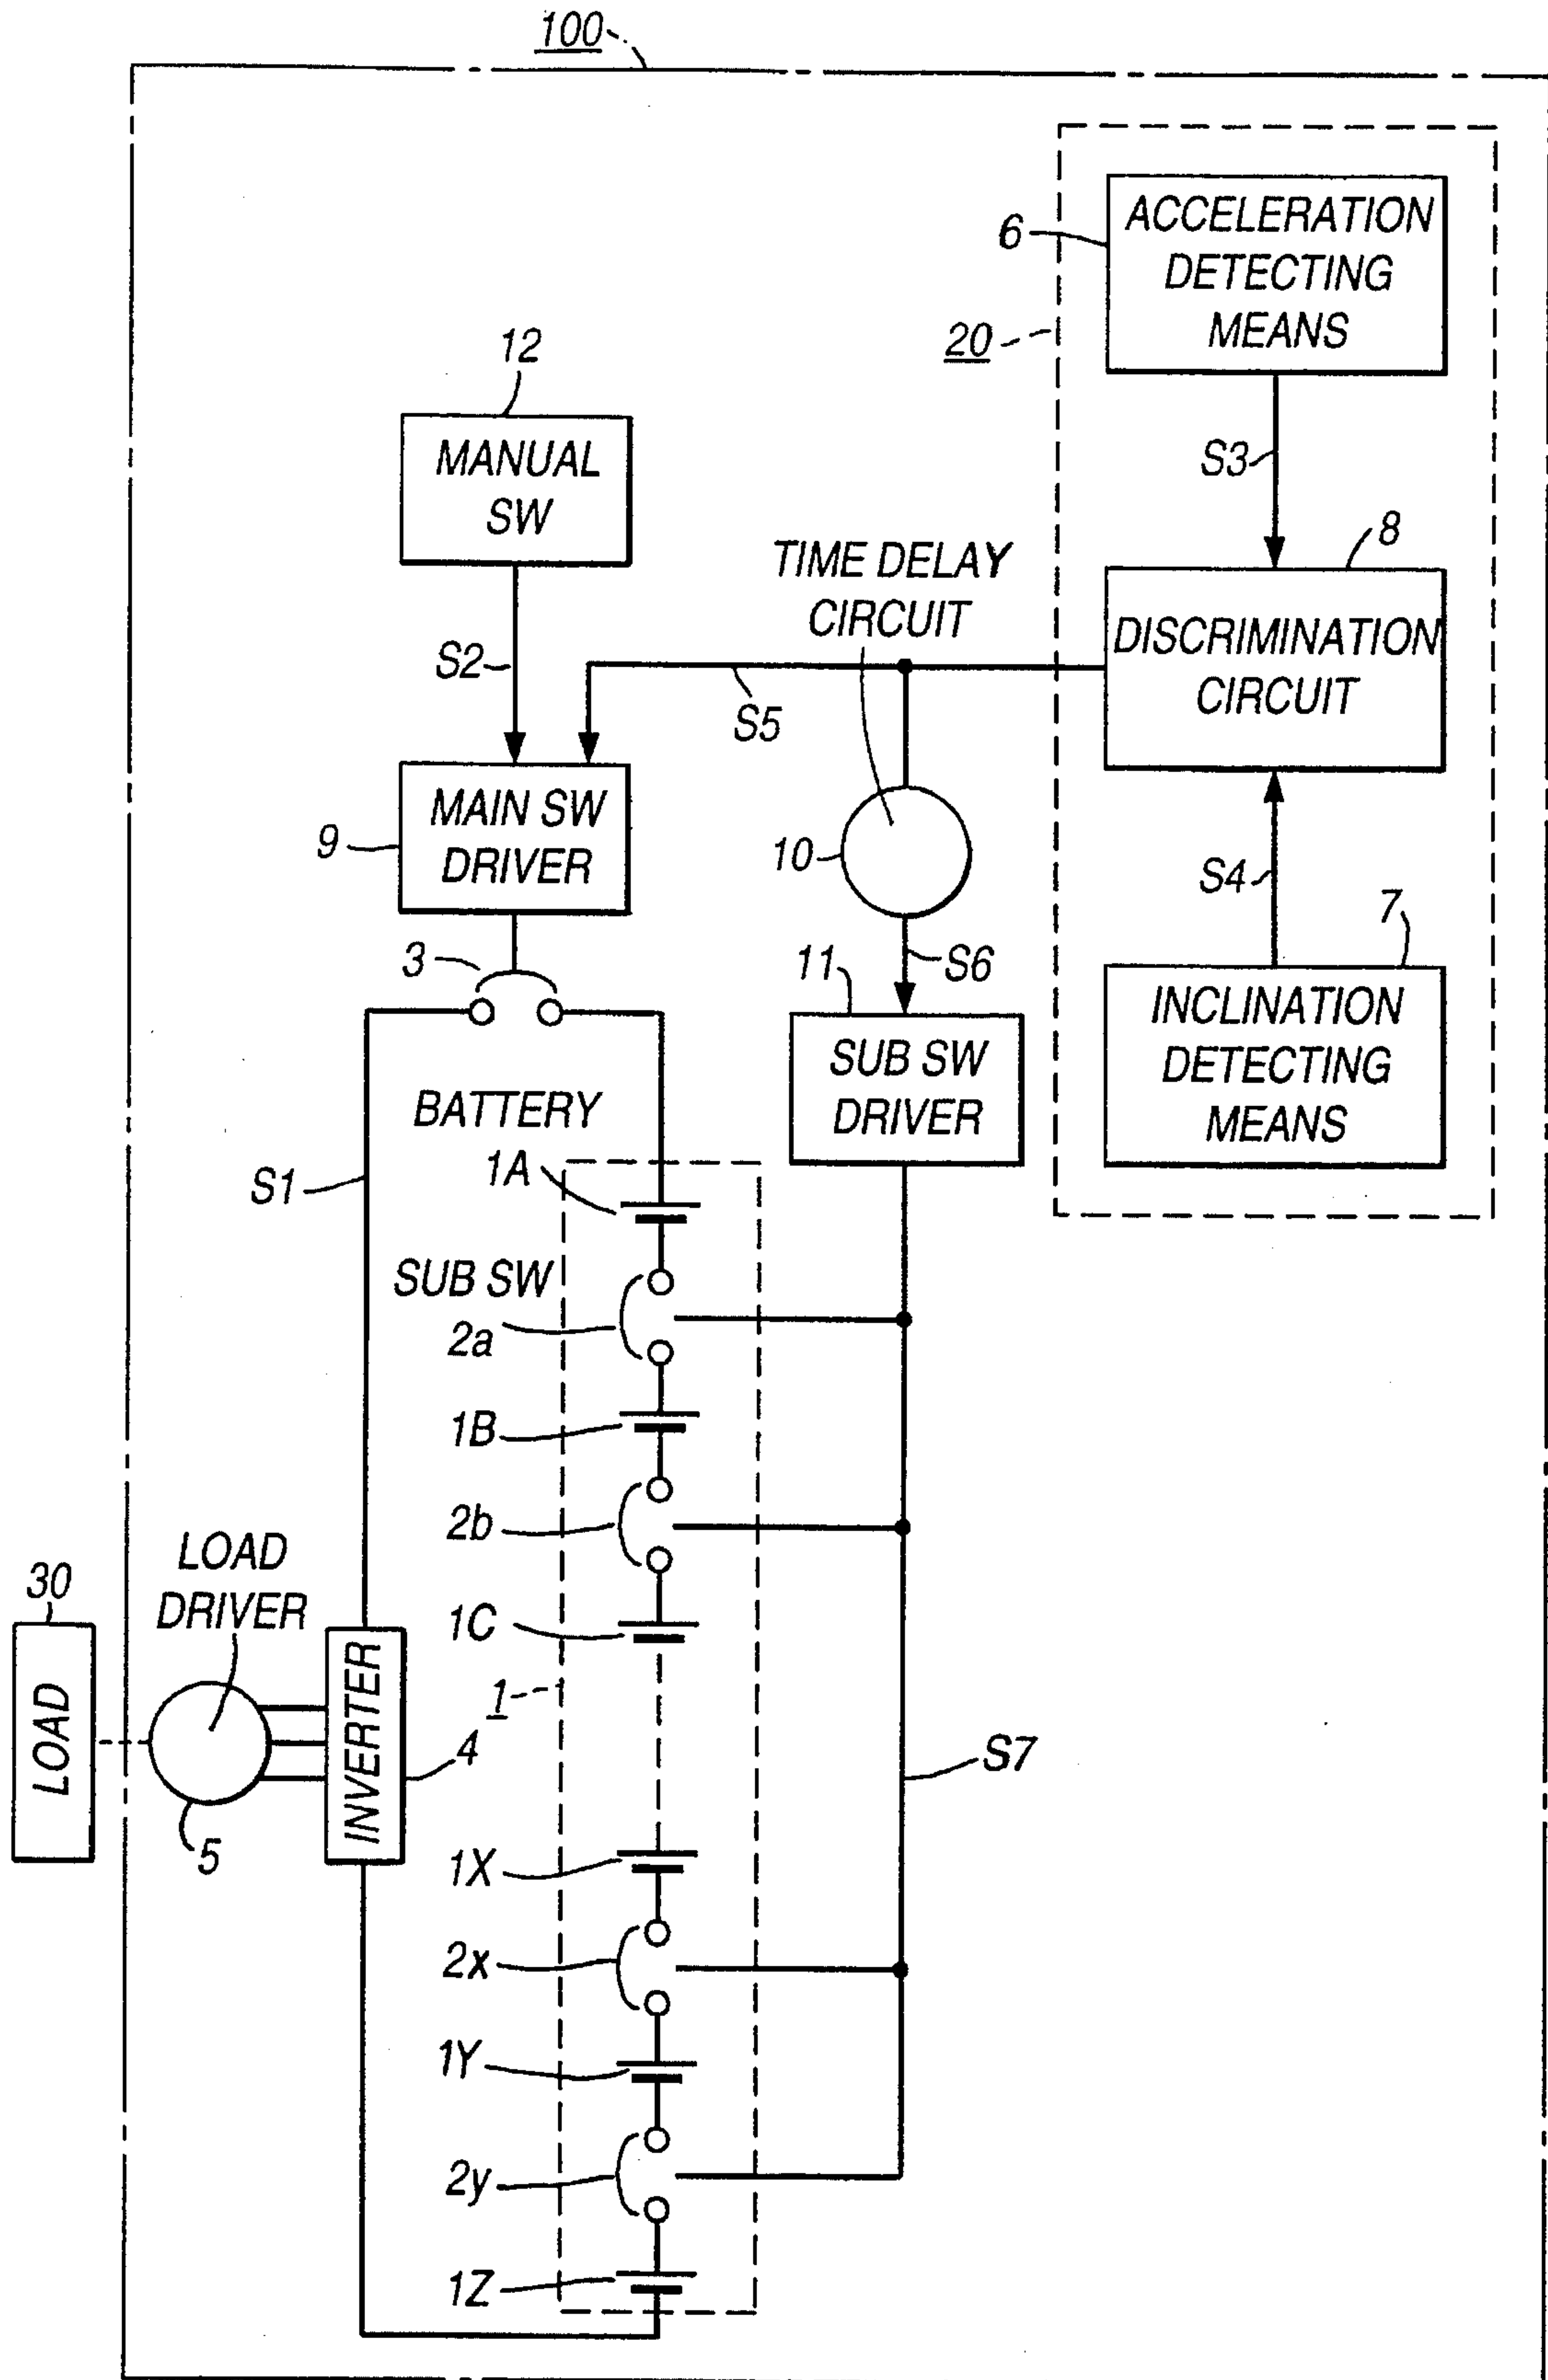 100
ACCELERATION
DETECTING
MEANS
6
20
12
MANUAL
SW
S3
8
TIME DELAY
CIRCUIT
DISCRIMINATION
CIRCUIT
S2
S5
MAIN SW
DRIVER
9
10
S4
7
3
11
S6
INCLINATION
DETECTING
MEANS
SUB SW
DRIVER
BATTERY
1A
S1
SUB SW
2a
1B
2b
LOAD
DRIVER
30
1C
LOAD
INVERTER
1
4
S7
5
1X
2x
1Y
2y
1Z